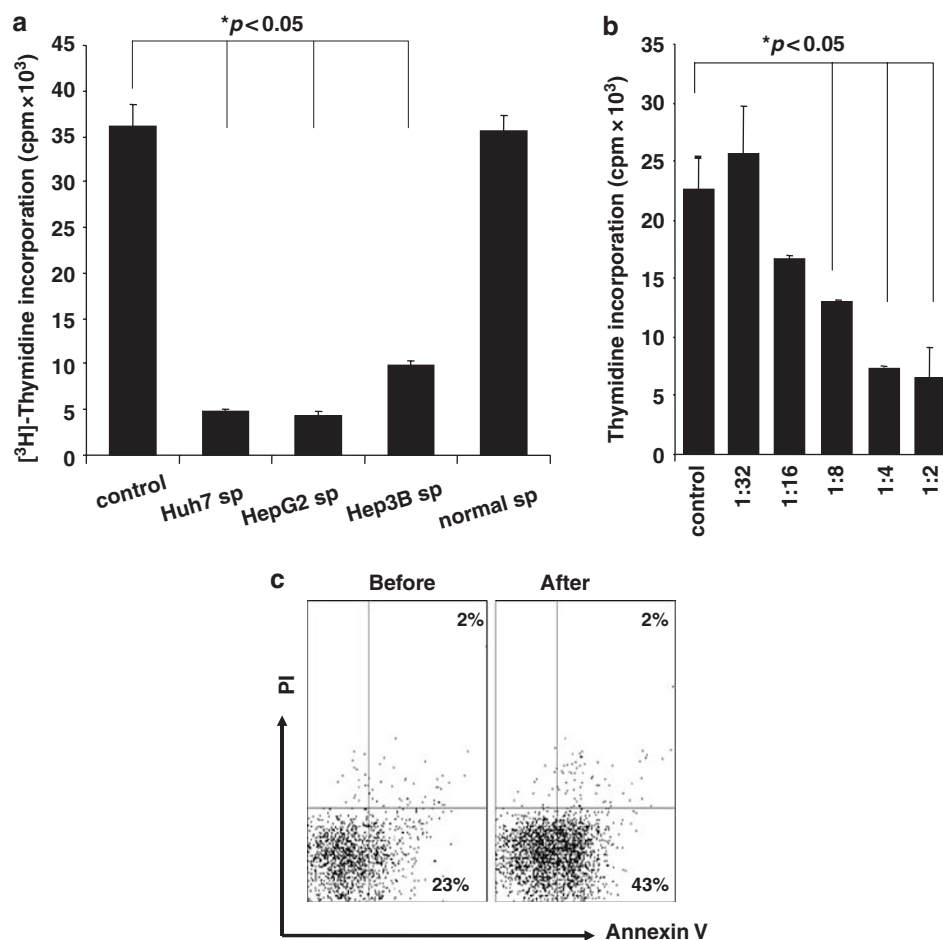 a
*p<0.05
[³H]-Thymidine incorporation (cpm×10³)
45
40
35
30
25
20
15
10
5
0
control
Huh7 sp
HepG2 sp
Hep3B sp
normal sp
b
*p<0.05
Thymidine incorporation (cpm×10³)
35
30
25
20
15
10
5
0
control
1:32
1:16
1:8
1:4
1:2
c
Before
After
2%
2%
PI
23%
43%
Annexin V